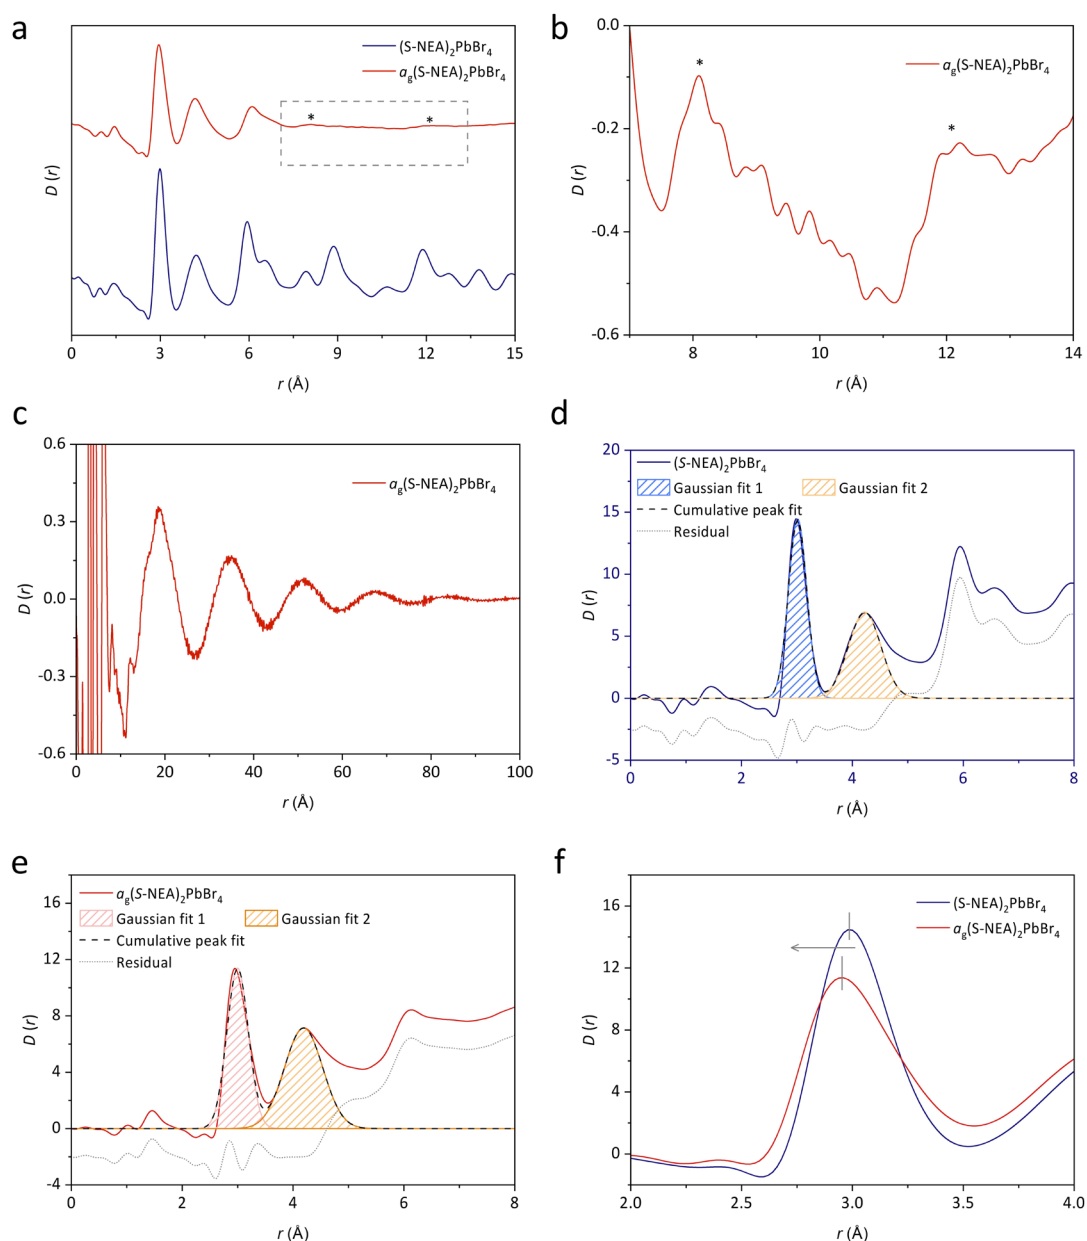 a
(S-NEA)₂PbBr₄
a_g(S-NEA)₂PbBr₄
*
*
D (r)
0 3 6 9 12 15
r (Å)
b
0.0
-0.2
-0.4
-0.6
a_g(S-NEA)₂PbBr₄
*
*
D (r)
8 10 12 14
r (Å)
c
0.6
0.3
0.0
-0.3
-0.6
a_g(S-NEA)₂PbBr₄
D (r)
0 20 40 60 80 100
r (Å)
d
20
15
10
5
0
-5
(S-NEA)₂PbBr₄
Gaussian fit 1 Gaussian fit 2
Cumulative peak fit
Residual
D (r)
0 2 4 6 8
r (Å)
e
16
12
8
4
0
-4
a_g(S-NEA)₂PbBr₄
Gaussian fit 1 Gaussian fit 2
Cumulative peak fit
Residual
D (r)
0 2 4 6 8
r (Å)
f
16
12
8
4
0
(S-NEA)₂PbBr₄
a_g(S-NEA)₂PbBr₄
D (r)
2.0 2.5 3.0 3.5 4.0
r (Å)